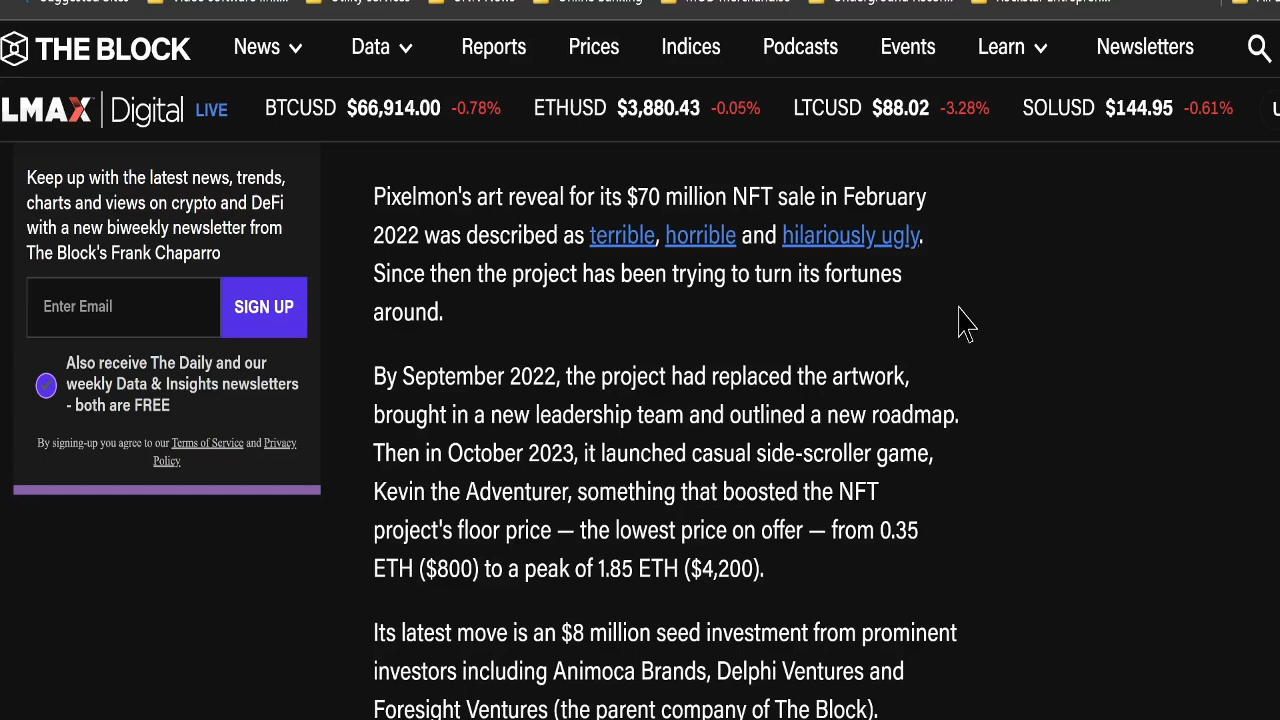 THE BLOCK
News
Data
Reports
Prices
Indices
Podcasts
Events
Learn
Newsletters
LMAX Digital LIVE
BTCUSD $66,914.00 -0.78%
ETHUSD $3,880.43 -0.05%
LTCUSD $88.02 -3.28%
SOLUSD $144.95 -0.61%
Keep up with the latest news, trends,
charts and views on crypto and DeFi
with a new biweekly newsletter from
The Block's Frank Chaparro
Enter Email
SIGN UP
Also receive The Daily and our
weekly Data & Insights newsletters
- both are FREE
By signing-up you agree to our Terms of Service and Privacy
Policy
Pixelmon's art reveal for its $70 million NFT sale in February
2022 was described as terrible, horrible and hilariously ugly.
Since then the project has been trying to turn its fortunes
around.
By September 2022, the project had replaced the artwork,
brought in a new leadership team and outlined a new roadmap.
Then in October 2023, it launched casual side-scroller game,
Kevin the Adventurer, something that boosted the NFT
project's floor price — the lowest price on offer — from 0.35
ETH ($800) to a peak of 1.85 ETH ($4,200).
Its latest move is an $8 million seed investment from prominent
investors including Animoca Brands, Delphi Ventures and
Foresight Ventures (the parent company of The Block).